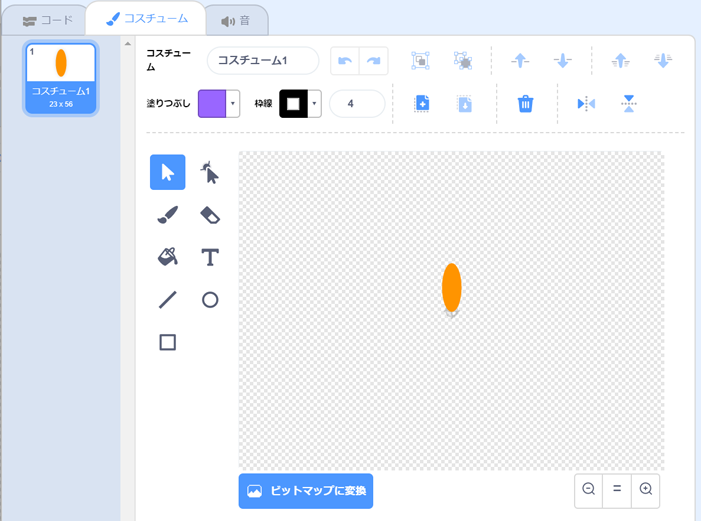 コード
コスチューム
音
1
コスチューム1
23 x 56
コスチュー
ム
コスチューム1
塗りつぶし
枠線
4
ビットマップに変換